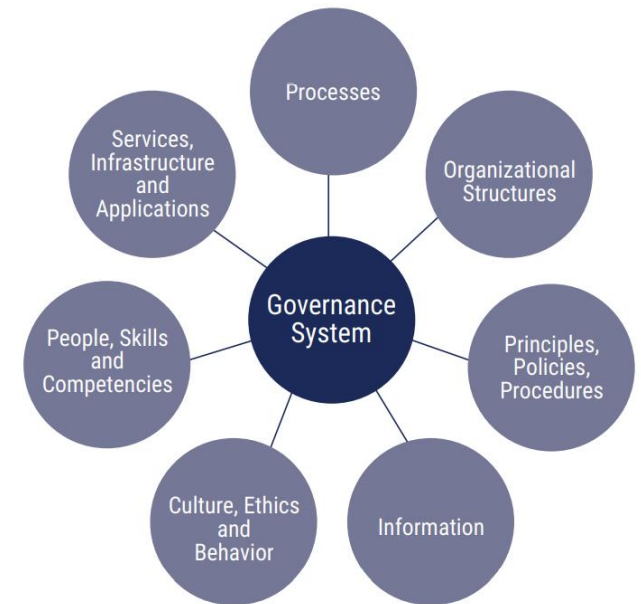 Processes
Organizational
Structures
Principles,
Policies,
Procedures
Information
Culture, Ethics
and
Behavior
People, Skills
and
Competencies
Services,
Infrastructure
and
Applications
Governance
System